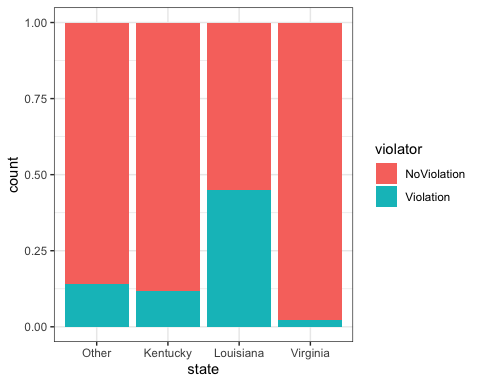 1.00
0.75
0.50
0.25
0.00
count
Other Kentucky Louisiana Virginia
state
violator
NoViolation
Violation